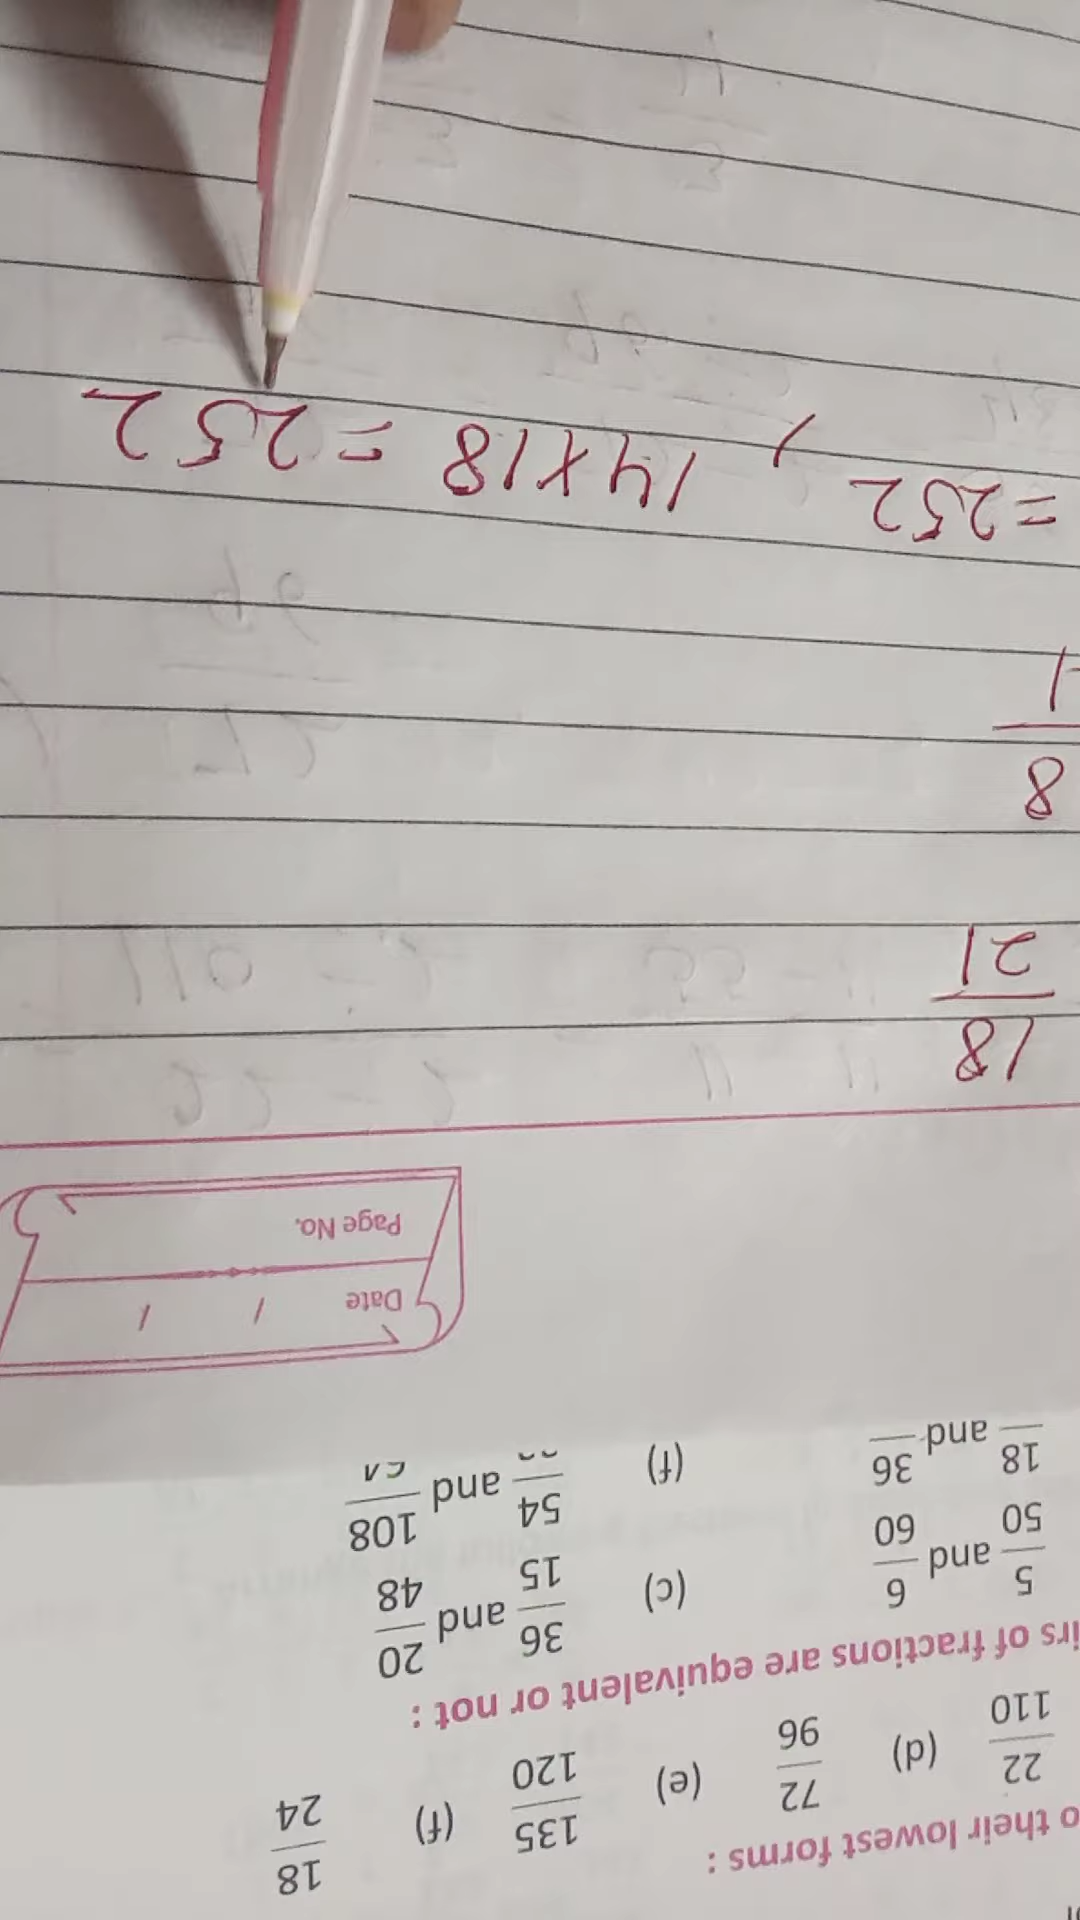 o their lowest forms :
22/110 (d) 72/96 (e) 135/120 (f) 18/24
irs of fractions are equivalent or not :
5/50 and 6/60 (c) 36/15 and 20/48
18 and 36 (f) 54 and 108
Date / /
Page No.
18
21
8
= 252 , 14×18 = 252